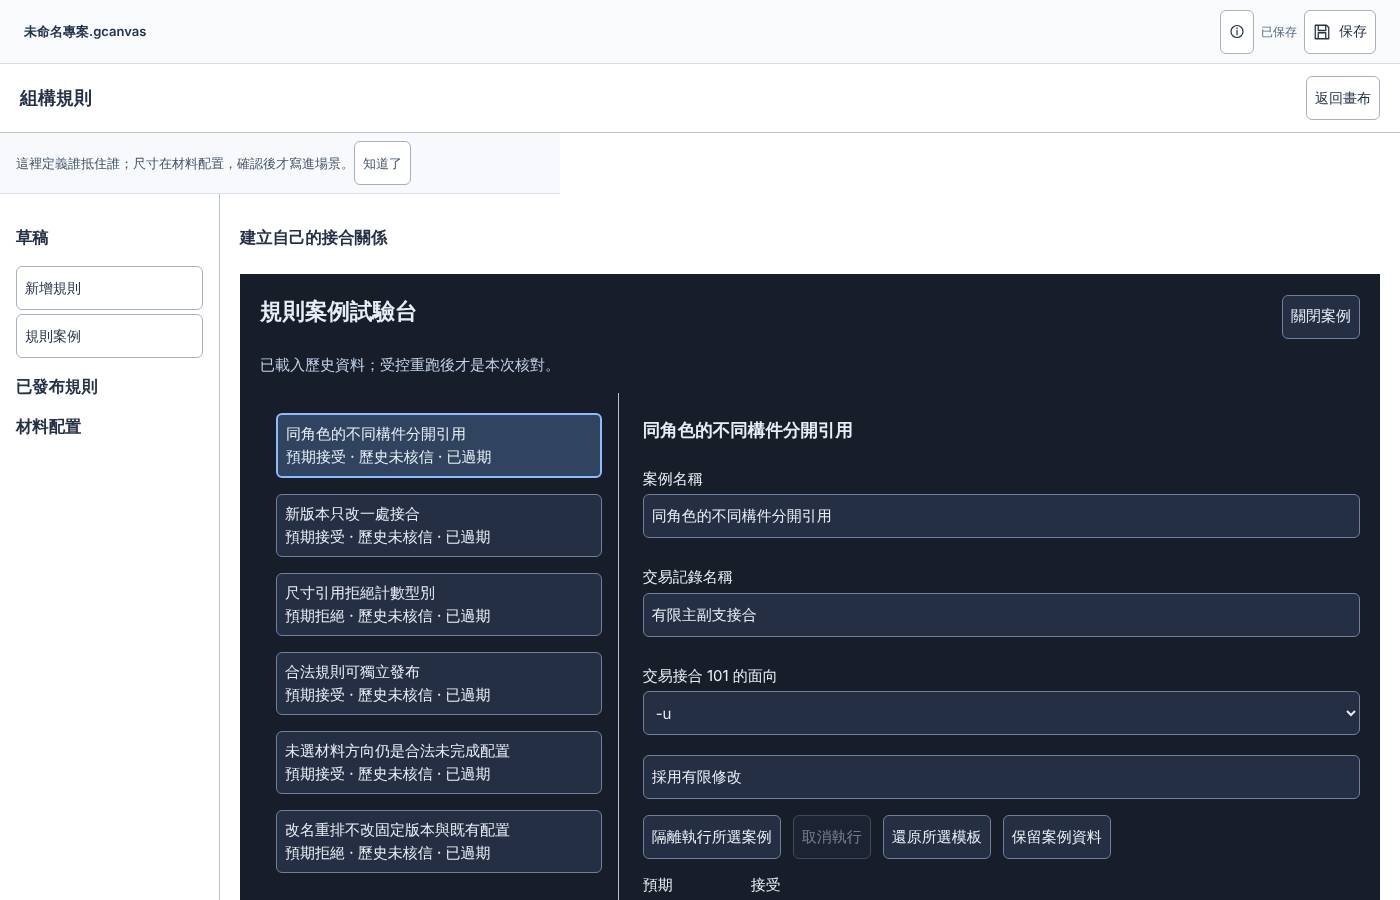 未命名專案.gcanvas
已保存
保存
組構規則
返回畫布
這裡定義誰抵住誰；尺寸在材料配置，確認後才寫進場景。
知道了
草稿
新增規則
規則案例
已發布規則
材料配置
建立自己的接合關係
規則案例試驗台
關閉案例
已載入歷史資料；受控重跑後才是本次核對。
同角色的不同構件分開引用
預期接受 · 歷史未核信 · 已過期
新版本只改一處接合
預期接受 · 歷史未核信 · 已過期
尺寸引用拒絕計數型別
預期拒絕 · 歷史未核信 · 已過期
合法規則可獨立發布
預期接受 · 歷史未核信 · 已過期
未選材料方向仍是合法未完成配置
預期接受 · 歷史未核信 · 已過期
改名重排不改固定版本與既有配置
預期拒絕 · 歷史未核信 · 已過期
同角色的不同構件分開引用
案例名稱
同角色的不同構件分開引用
交易記錄名稱
有限主副支接合
交易接合 101 的面向
-u
採用有限修改
隔離執行所選案例
取消執行
還原所選模板
保留案例資料
預期
接受